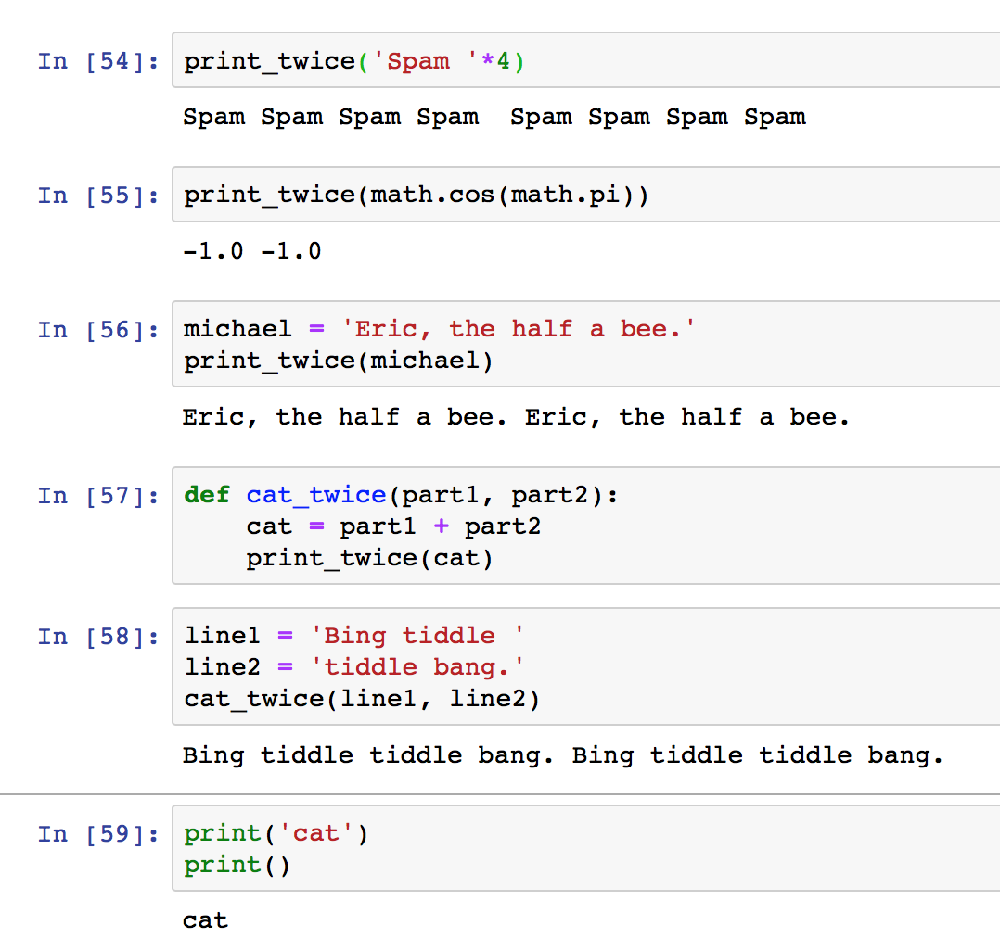 In [54]: print_twice('Spam '*4)
Spam Spam Spam Spam  Spam Spam Spam Spam
In [55]: print_twice(math.cos(math.pi))
-1.0 -1.0
In [56]: michael = 'Eric, the half a bee.'
print_twice(michael)
Eric, the half a bee. Eric, the half a bee.
In [57]: def cat_twice(part1, part2):
    cat = part1 + part2
    print_twice(cat)
In [58]: line1 = 'Bing tiddle '
line2 = 'tiddle bang.'
cat_twice(line1, line2)
Bing tiddle tiddle bang. Bing tiddle tiddle bang.
In [59]: print('cat')
print()
cat